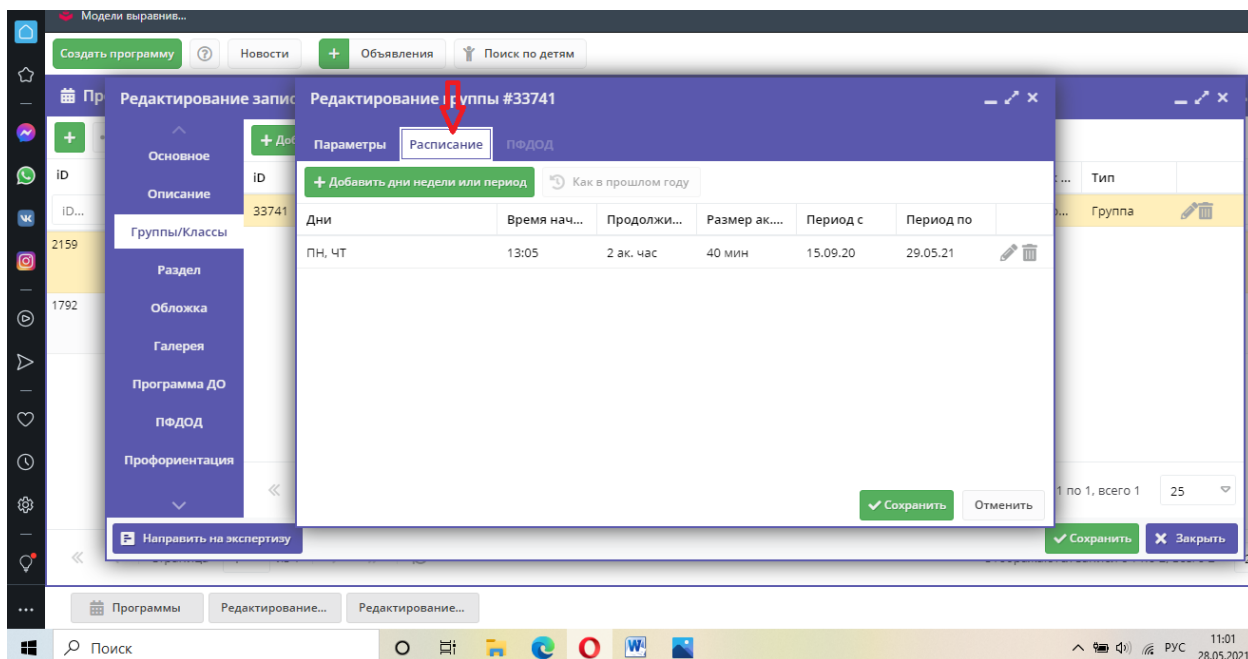 Модели выравнив...
Создать программу ? Новости + Объявления Поиск по детям
Пр
Редактирование запис
Редактирование группы #33741
Параметры Расписание ПФДОД
+ Доб
+ Добавить дни недели или период Как в прошлом году
iD
iD...
2159
1792
Основное
Описание
Группы/Классы
Раздел
Обложка
Галерея
Программа ДО
ПФДОД
Профориентация
iD
33741
Дни Время нач... Продолжи... Размер ак.... Период с Период по
ПН, ЧТ 13:05 2 ак. час 40 мин 15.09.20 29.05.21
Тип
Группа
Сохранить Отменить
1 по 1, всего 1 25
Направить на экспертизу
Сохранить Закрыть
Программы Редактирование... Редактирование...
Поиск
РУС 11:01
28.05.2021